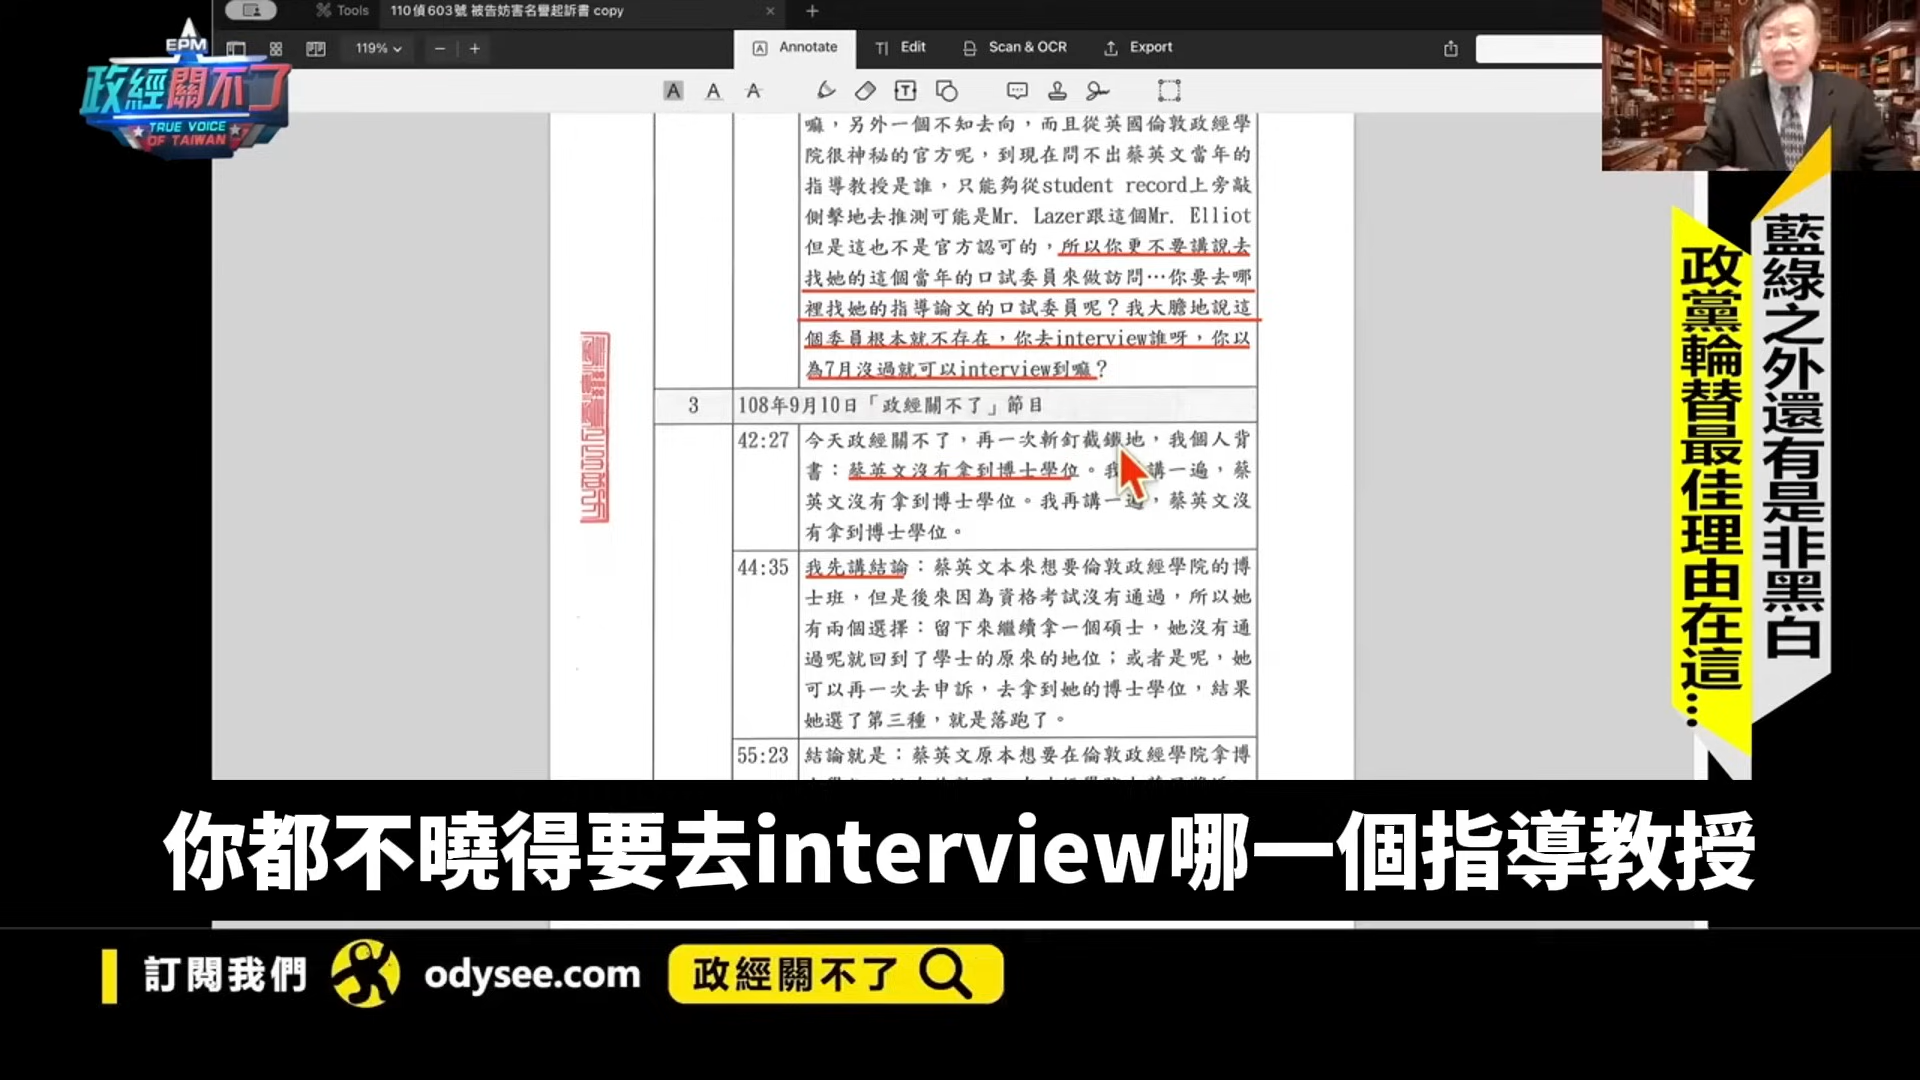 Tools
110偵603號 被告妨害名譽起訴書 copy
119%
Annotate
Edit
Scan & OCR
Export
EPM
政經關不了
TRUE VOICE
OF TAIWAN
嘛，另外一個不知去向，而且從英國倫敦政經學
院很神秘的官方呢，到現在問不出蔡英文當年的
指導教授是誰，只能夠從student record上旁敲
側擊地去推測可能是Mr. Lazer跟這個Mr. Elliot
但是這也不是官方認可的，所以你更不要講說去
找她的這個當年的口試委員來做訪問…你要去哪
裡找她的指導論文的口試委員呢？我大膽地說這
個委員根本就不存在，你去interview誰呀，你以
為7月沒過就可以interview到嘛？
3
108年9月10日「政經關不了」節目
42:27
今天政經關不了，再一次斬釘截鐵地，我個人背
書：蔡英文沒有拿到博士學位。我講一遍，蔡
英文沒有拿到博士學位。我再講一遍，蔡英文沒
有拿到博士學位。
44:35
我先講結論：蔡英文本來想要倫敦政經學院的博
士班，但是後來因為資格考試沒有通過，所以她
有兩個選擇：留下來繼續拿一個碩士，她沒有通
過呢就回到了學士的原來的地位；或者是呢，她
可以再一次去申訴，去拿到她的博士學位，結果
她選了第三種，就是落跑了。
55:23
結論就是：蔡英文原本想要在倫敦政經學院拿博
藍綠之外還有是非黑白
政黨輪替最佳理由在這...
你都不曉得要去interview哪一個指導教授
訂閱我們
odysee.com
政經關不了